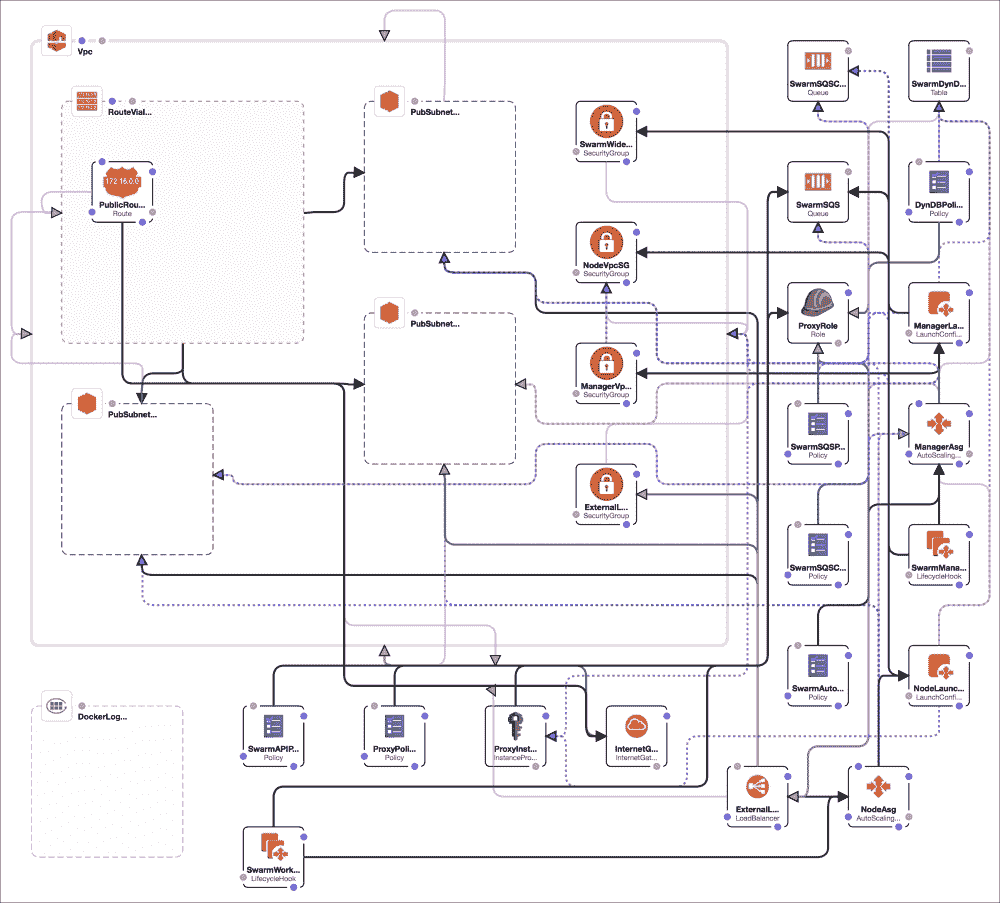 Vpc
RouteVial...
PubSubnet...
SwarmWide...
SecurityGroup
SwarmSQSC...
Queue
SwarmDynD...
Table
172.16.0.0
PublicRou...
Route
SwarmSQS
Queue
DynDBPoli...
Policy
NodeVpcSG
SecurityGroup
PubSubnet...
ProxyRole
Role
ManagerLa...
LaunchConfi...
ManagerVp...
SecurityGroup
PubSubnet...
SwarmSQSP...
Policy
ManagerAsg
AutoScaling...
ExternalL...
SecurityGroup
SwarmSQSC...
Policy
SwarmMana...
LifecycleHook
SwarmAuto...
Policy
NodeLaunc...
LaunchConfi...
DockerLog...
SwarmAPIP...
Policy
ProxyPoli...
Policy
ProxyInst...
InstancePro...
InternetG...
InternetGat...
ExternalL...
LoadBalancer
NodeAsg
AutoScaling...
SwarmWork...
LifecycleHook